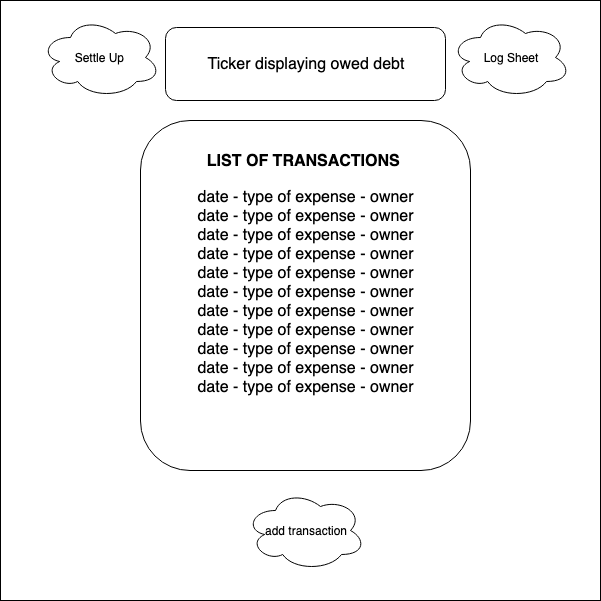 Settle Up
Ticker displaying owed debt
Log Sheet
LIST OF TRANSACTIONS
date - type of expense - owner
date - type of expense - owner
date - type of expense - owner
date - type of expense - owner
date - type of expense - owner
date - type of expense - owner
date - type of expense - owner
date - type of expense - owner
date - type of expense - owner
date - type of expense - owner
date - type of expense - owner
add transaction